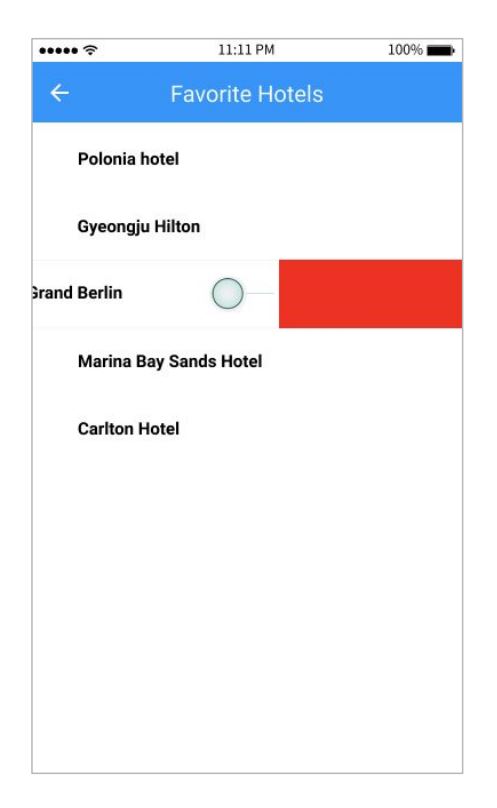 11:11 PM 100%
Favorite Hotels
Polonia hotel
Gyeongju Hilton
Grand Berlin
Marina Bay Sands Hotel
Carlton Hotel